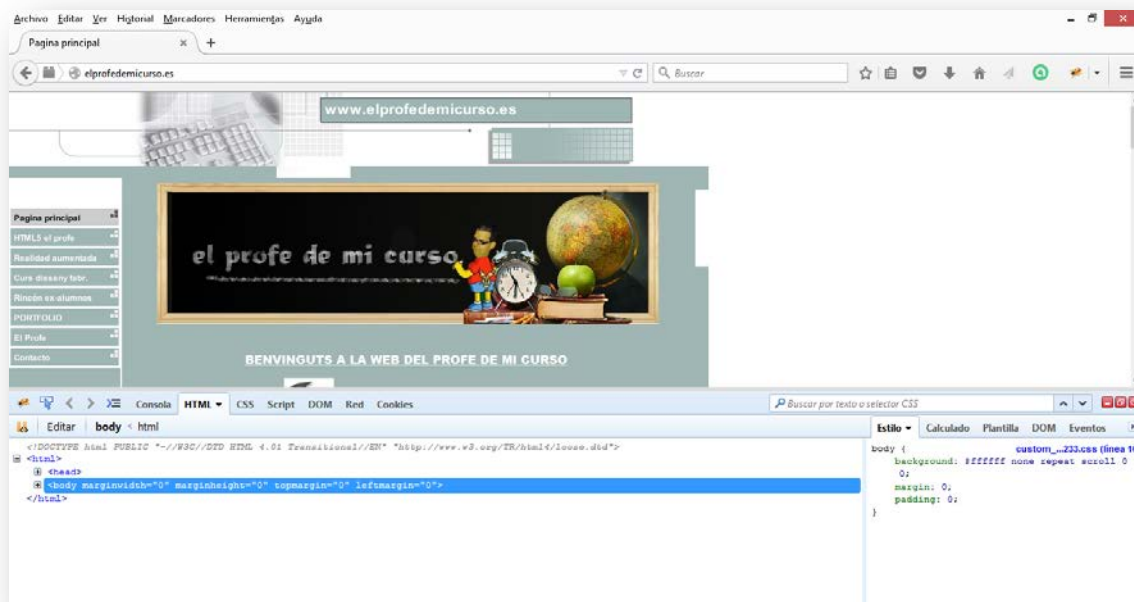 Archivo Editar Ver Historial Marcadores Herramientas Ayuda
Pagina principal
elprofedemicurso.es
Buscar
www.elprofedemicurso.es
Pagina principal
HTML5 el profe
Realidad aumentada
Curs disseny fabr.
Rincón ex-alumnos
PORTFOLIO
El Profe
Contacto
el profe de mi curso
BENVINGUTS A LA WEB DEL PROFE DE MI CURSO
Consola HTML CSS Script DOM Red Cookies
Buscar por texto o selector CSS
Editar body < html
Estilo Calculado Plantilla DOM Eventos
<!DOCTYPE html PUBLIC "-//W3C//DTD HTML 4.01 Transitional//EN" "http://www.w3.org/TR/html4/loose.dtd">
<html>
<head>
<body marginwidth="0" marginheight="0" topmargin="0" leftmargin="0">
</html>
body { custom_...233.css (línea 16
background: #ffffff none repeat scroll 0
0;
margin: 0;
padding: 0;
}